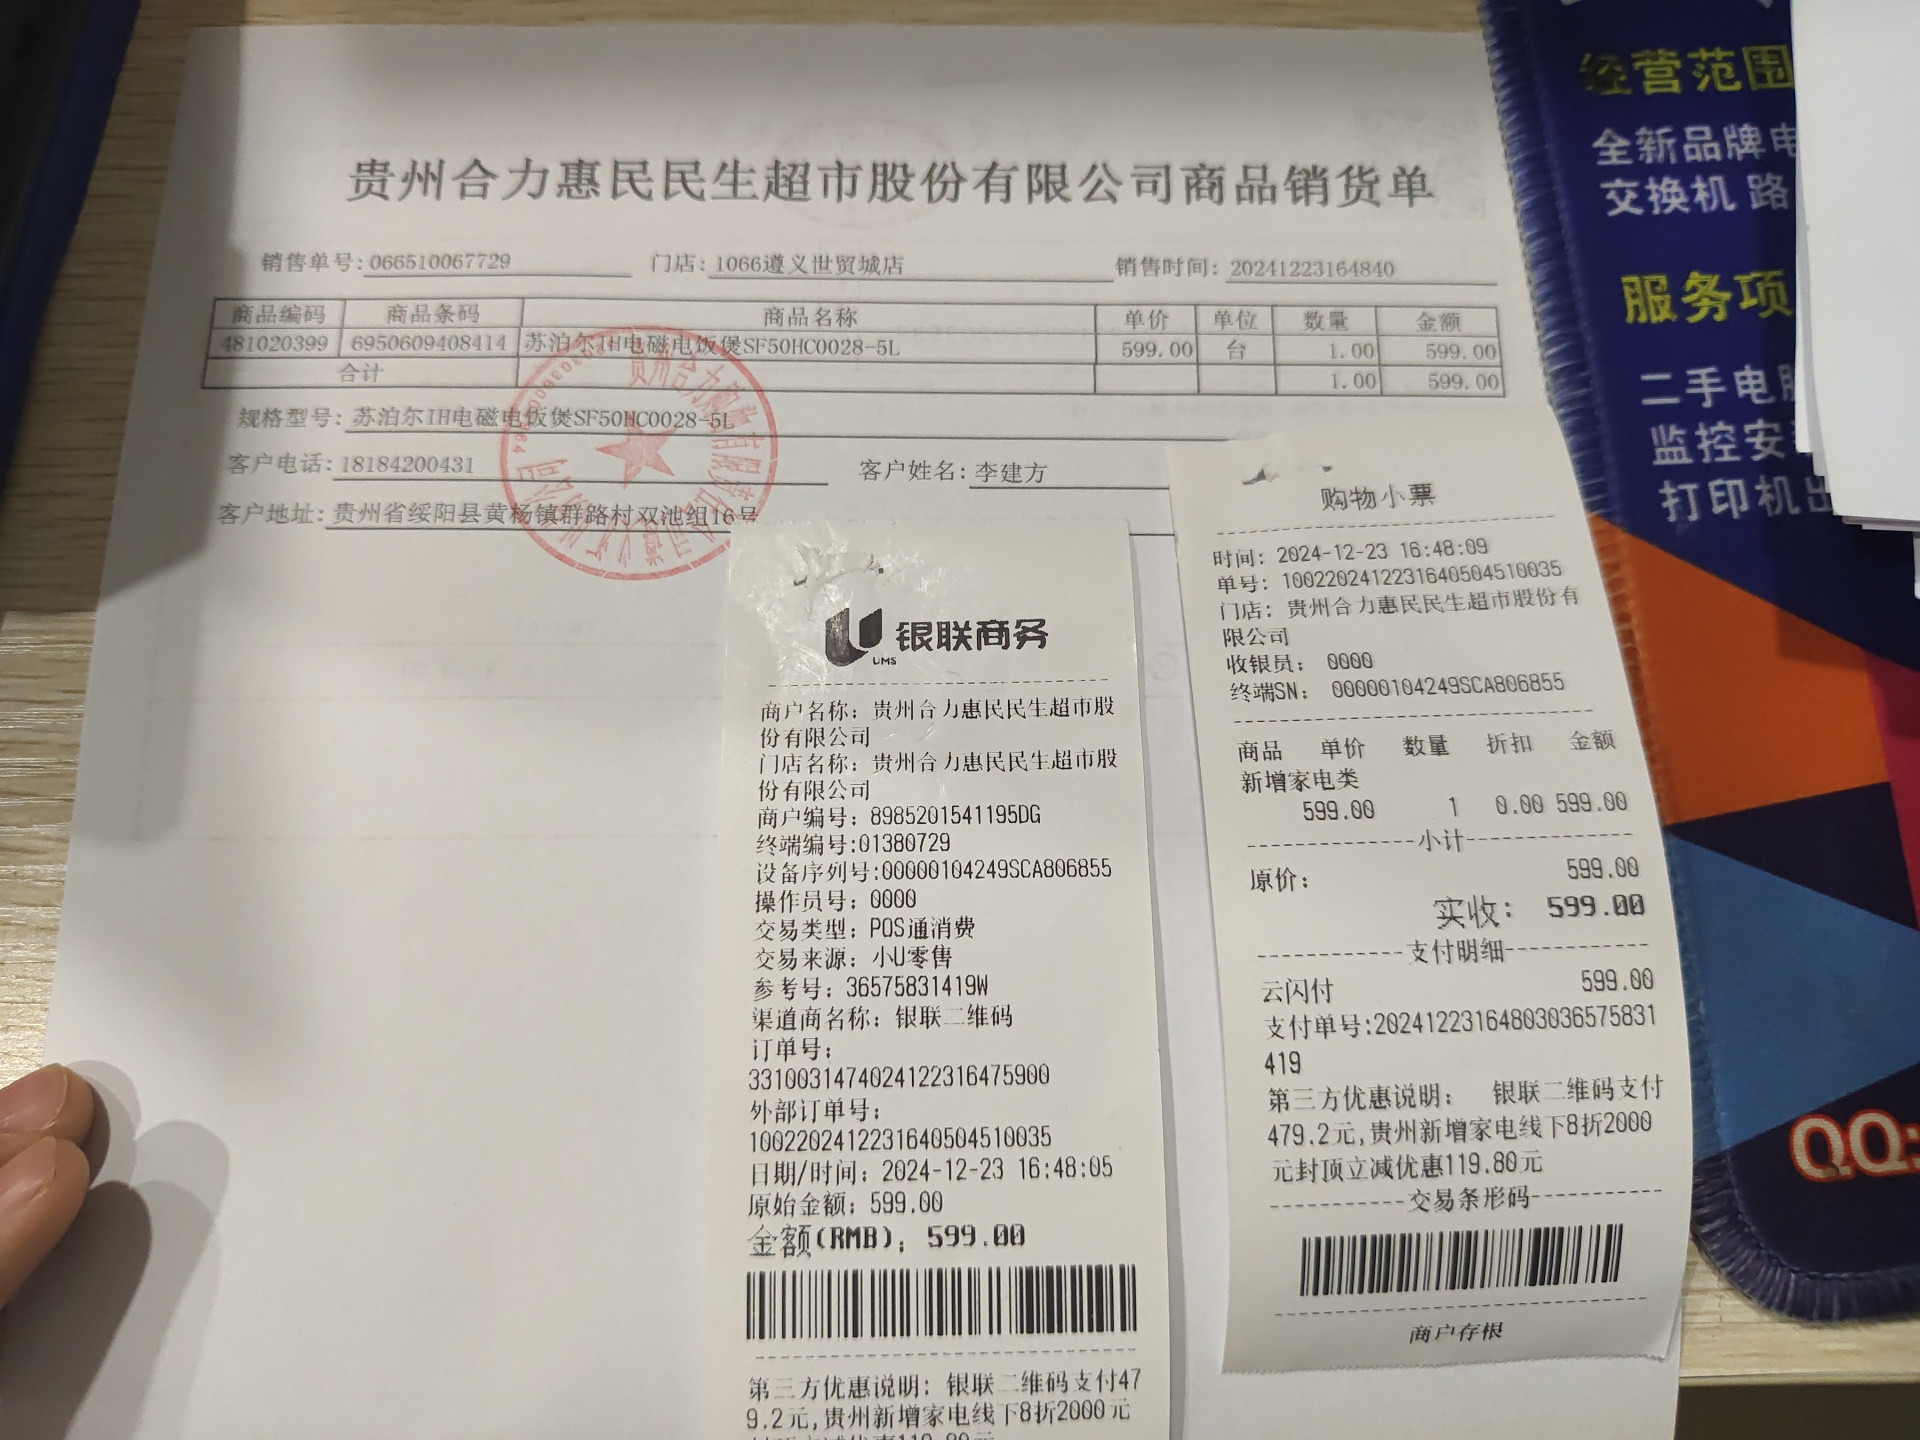 贵州合力惠民民生超市股份有限公司商品销货单
销售单号:066510067729 门店:1066遵义世贸城店 销售时间:20241223164840
商品编码 商品条码 商品名称 单价 单位 数量 金额
481020399 6950609408414 苏泊尔IH电磁电饭煲SF50HC0028-5L 599.00 台 1.00 599.00
合计 1.00 599.00
规格型号:苏泊尔IH电磁电饭煲SF50HC0028-5L
客户电话:18184200431 客户姓名:李建方
客户地址:贵州省绥阳县黄杨镇群路村双池组16号
银联商务
UMS
商户名称：贵州合力惠民民生超市股
份有限公司
门店名称：贵州合力惠民民生超市股
份有限公司
商户编号：8985201541195DG
终端编号:01380729
设备序列号:00000104249SCA806855
操作员号：0000
交易类型：POS通消费
交易来源：小U零售
参考号：36575831419W
渠道商名称：银联二维码
订单号：
3310031474024122316475900
外部订单号：
10022024122316405045​10035
日期/时间：2024-12-23 16:48:05
原始金额：599.00
金额(RMB)：599.00
第三方优惠说明：银联二维码支付47
9.2元,贵州新增家电线下8折2000元
封顶立减优惠119.80元
购物小票
时间：2024-12-23 16:48:09
单号：1002202412231640504510035
门店：贵州合力惠民民生超市股份有
限公司
收银员： 0000
终端SN： 00000104249SCA806855
商品 单价 数量 折扣 金额
新增家电类
599.00 1 0.00 599.00
小计
原价： 599.00
实收： 599.00
支付明细
云闪付 599.00
支付单号:20241223164803036575831
419
第三方优惠说明： 银联二维码支付
479.2元,贵州新增家电线下8折2000
元封顶立减优惠119.80元
交易条形码
商户存根
经营范围
全新品牌电
交换机 路
服务项
二手电脑
监控安
打印机出
QQ: